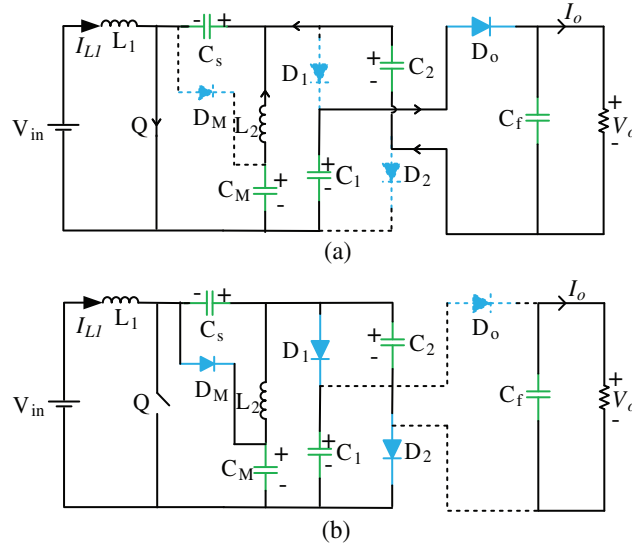 I_L1 L_1 - + C_s D_1 + - C_2 D_o I_o
V_in Q D_M L_2 C_f + V_o -
C_M + - + - C_1 D_2
(a)
I_L1 L_1 - + C_s D_1 + - C_2 D_o I_o
V_in Q D_M L_2 C_f + V_o -
C_M + - + - C_1 D_2
(b)